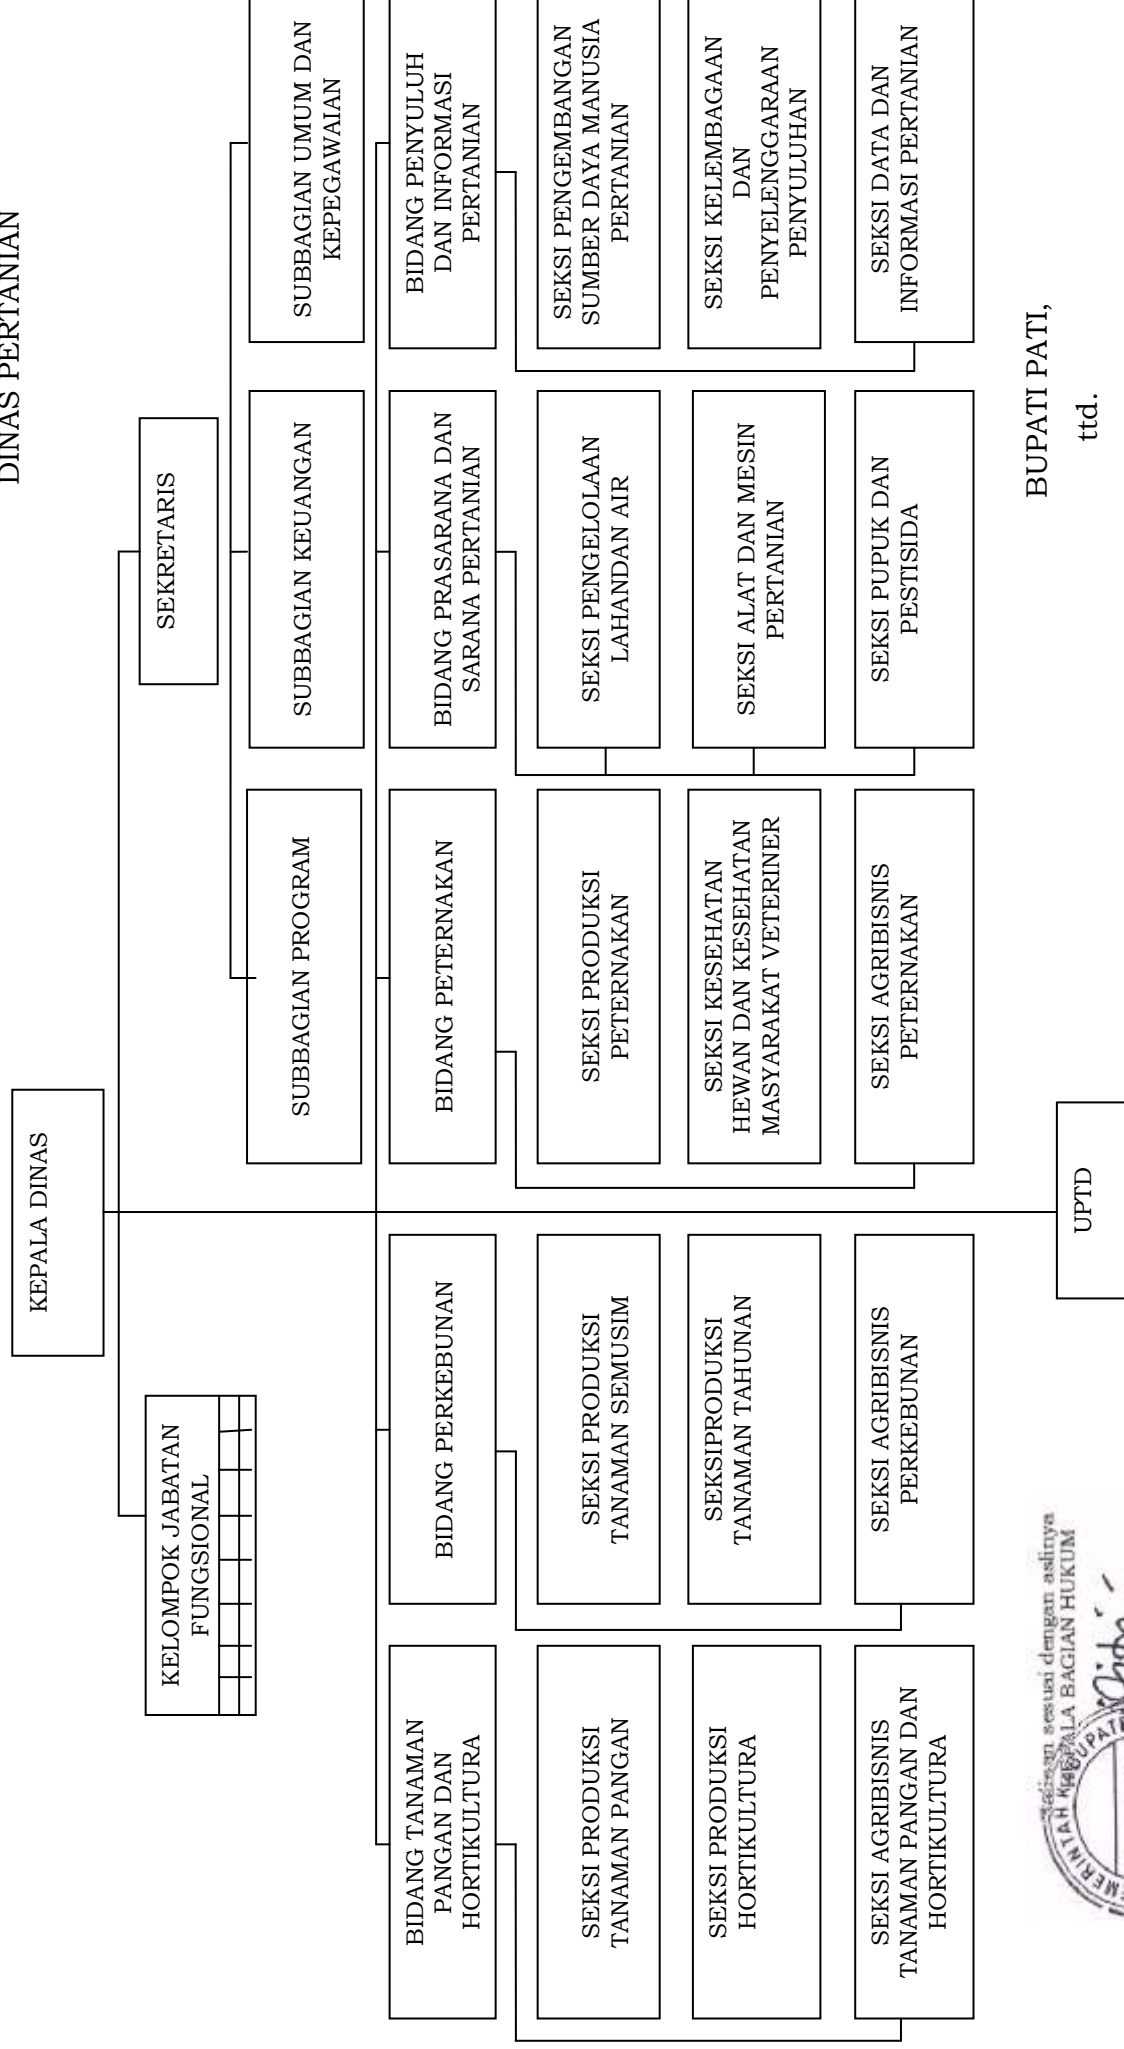 DINAS PERTANIAN
KEPALA DINAS
KELOMPOK JABATAN
FUNGSIONAL
SEKRETARIS
SUBBAGIAN PROGRAM
SUBBAGIAN KEUANGAN
SUBBAGIAN UMUM DAN
KEPEGAWAIAN
BIDANG TANAMAN
PANGAN DAN
HORTIKULTURA
BIDANG PERKEBUNAN
BIDANG PETERNAKAN
BIDANG PRASARANA DAN
SARANA PERTANIAN
BIDANG PENYULUH
DAN INFORMASI
PERTANIAN
SEKSI PRODUKSI
TANAMAN PANGAN
SEKSI PRODUKSI
TANAMAN SEMUSIM
SEKSI PRODUKSI
PETERNAKAN
SEKSI PENGELOLAAN
LAHANDAN AIR
SEKSI PENGEMBANGAN
SUMBER DAYA MANUSIA
PERTANIAN
SEKSI PRODUKSI
HORTIKULTURA
SEKSIPRODUKSI
TANAMAN TAHUNAN
SEKSI KESEHATAN
HEWAN DAN KESEHATAN
MASYARAKAT VETERINER
SEKSI ALAT DAN MESIN
PERTANIAN
SEKSI KELEMBAGAAN
DAN
PENYELENGGARAAN
PENYULUHAN
SEKSI AGRIBISNIS
TANAMAN PANGAN DAN
HORTIKULTURA
SEKSI AGRIBISNIS
PERKEBUNAN
SEKSI AGRIBISNIS
PETERNAKAN
SEKSI PUPUK DAN
PESTISIDA
SEKSI DATA DAN
INFORMASI PERTANIAN
UPTD
BUPATI PATI,
ttd.
Salinan sesuai dengan aslinya
KEPALA BAGIAN HUKUM